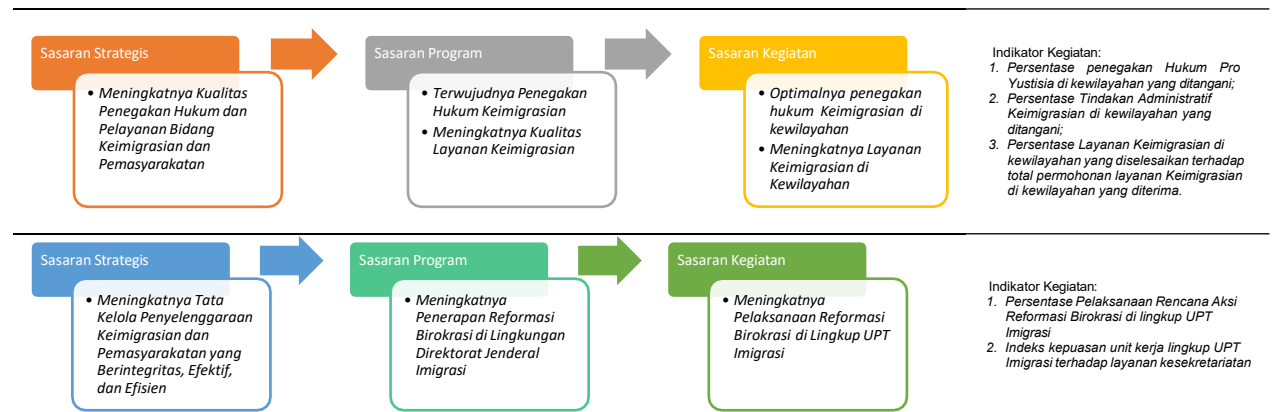 Sasaran Strategis
• Meningkatnya Kualitas
Penegakan Hukum dan
Pelayanan Bidang
Keimigrasian dan
Pemasyarakatan
Sasaran Program
• Terwujudnya Penegakan
Hukum Keimigrasian
• Meningkatnya Kualitas
Layanan Keimigrasian
Sasaran Kegiatan
• Optimalnya penegakan
hukum Keimigrasian di
kewilayahan
• Meningkatnya Layanan
Keimigrasian di
Kewilayahan
Indikator Kegiatan:
1. Persentase penegakan Hukum Pro
Yustisia di kewilayahan yang ditangani;
2. Persentase Tindakan Administratif
Keimigrasian di kewilayahan yang
ditangani;
3. Persentase Layanan Keimigrasian di
kewilayahan yang diselesaikan terhadap
total permohonan layanan Keimigrasian
di kewilayahan yang diterima.
Sasaran Strategis
• Meningkatnya Tata
Kelola Penyelenggaraan
Keimigrasian dan
Pemasyarakatan yang
Berintegritas, Efektif,
dan Efisien
Sasaran Program
• Meningkatnya
Penerapan Reformasi
Birokrasi di Lingkungan
Direktorat Jenderal
Imigrasi
Sasaran Kegiatan
• Meningkatnya
Pelaksanaan Reformasi
Birokrasi di Lingkup UPT
Imigrasi
Indikator Kegiatan:
1. Persentase Pelaksanaan Rencana Aksi
Reformasi Birokrasi di lingkup UPT
Imigrasi
2. Indeks kepuasan unit kerja lingkup UPT
Imigrasi terhadap layanan kesekretariatan